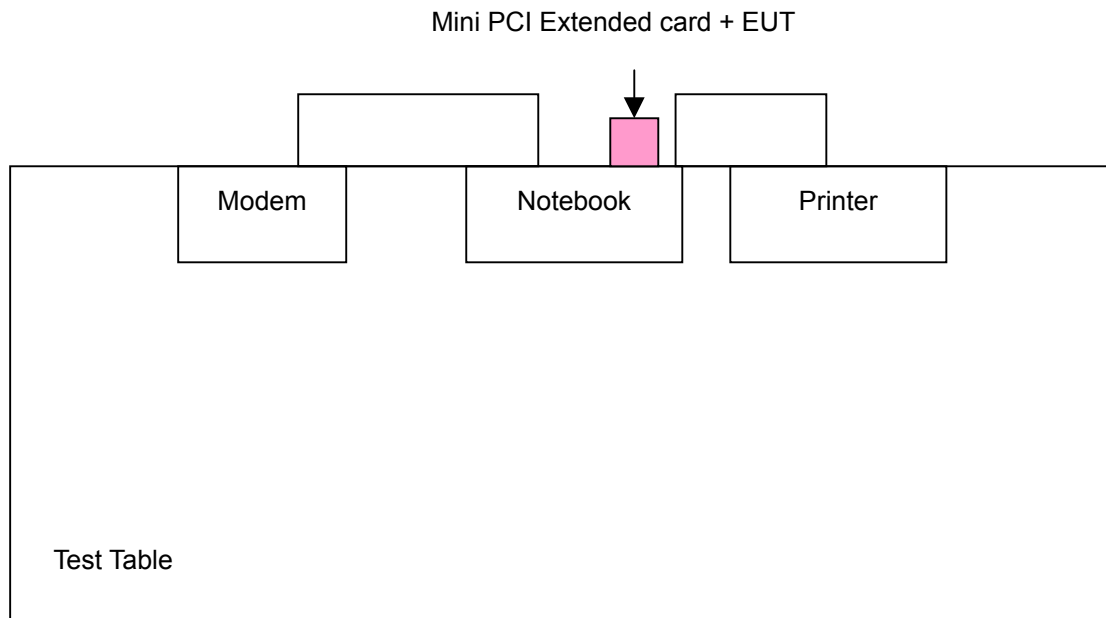 Mini PCI Extended card + EUT
Modem
Notebook
Printer
Test Table